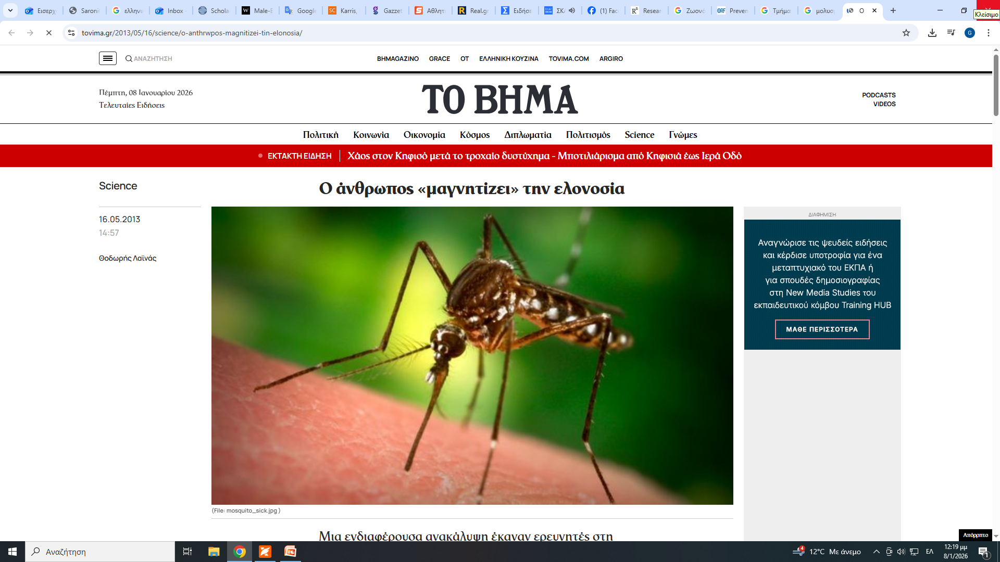 Εισερχ
Saroni
ελληνι
Inbox
Schola
Male-E
Google
Karris,
Gazzet
Αθλητι
Real.gr
Ειδήσε
ΣΚΑ
(1) Fac
Resear
Ζωονό
Preven
Τμήμα
μολυσ
Ο
Κλείσιμο
tovima.gr/2013/05/16/science/o-anthrwpos-magnitizei-tin-elonosia/
G
ΑΝΑΖΗΤΗΣΗ
BHMAGAZINO GRACE OT ΕΛΛΗΝΙΚΗ ΚΟΥΖΙΝΑ TOVIMA.COM ARGIRO
Πέμπτη, 08 Ιανουαρίου 2026
Τελευταίες Ειδήσεις
ΤΟ ΒΗΜΑ
PODCASTS
VIDEOS
Πολιτική Κοινωνία Οικονομία Κόσμος Διπλωματία Πολιτισμός Science Γνώμες
ΕΚΤΑΚΤΗ ΕΙΔΗΣΗ Χάος στον Κηφισό μετά το τροχαίο δυστύχημα - Μποτιλιάρισμα από Κηφισιά έως Ιερά Οδό
Science
Ο άνθρωπος «μαγνητίζει» την ελονοσία
16.05.2013
14:57
Θοδωρής Λαϊνάς
ΔΙΑΦΗΜΙΣΗ
Αναγνώρισε τις ψευδείς ειδήσεις
και κέρδισε υποτροφία για ένα
μεταπτυχιακό του ΕΚΠΑ ή
για σπουδές δημοσιογραφίας
στη New Media Studies του
εκπαιδευτικού κόμβου Training HUB
ΜΑΘΕ ΠΕΡΙΣΣΟΤΕΡΑ
(File: mosquito_sick.jpg )
Μια ενδιαφέρουσα ανακάλυψη έκαναν ερευνητές στη
Απόρρητο
Αναζήτηση
4
12°C Με άνεμο
ΕΛ
12:19 μμ
8/1/2026
1